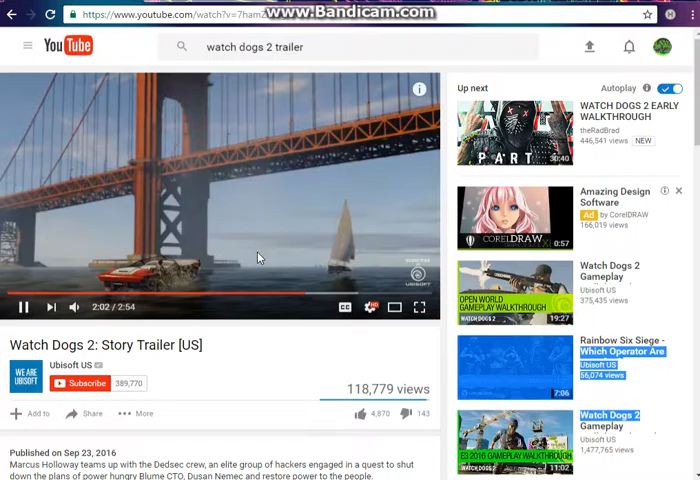 https://www.youtube.com/watch?v=7ham
www.Bandicam.com
H
YouTube
watch dogs 2 trailer
Up next
Autoplay
WATCH DOGS 2 EARLY
WALKTHROUGH
theRadBrad
446,541 views NEW
PART
30:40
Amazing Design
Software
Ad by CorelDRAW
166,019 views
CORELDRAW
0:57
Watch Dogs 2
Gameplay
Ubisoft US
375,435 views
OPEN WORLD
GAMEPLAY WALKTHROUGH
WATCH DOGS 2
19:27
Rainbow Six Siege -
Which Operator Are
Ubisoft US
56,074 views
7:06
Watch Dogs 2
Gameplay
Ubisoft US
1,477,765 views
E3 2016 GAMEPLAY WALKTHROUGH
WATCH DOGS 2
11:02
UBISOFT
2:02 / 2:54
CC
HD
Watch Dogs 2: Story Trailer [US]
WE ARE
UBISOFT
Ubisoft US
Subscribe 389,770
118,779 views
Add to
Share
More
4,870
143
Published on Sep 23, 2016
Marcus Holloway teams up with the Dedsec crew, an elite group of hackers engaged in a quest to shut
down the plans of power hungry Blume CTO, Dusan Nemec and restore power to the people.